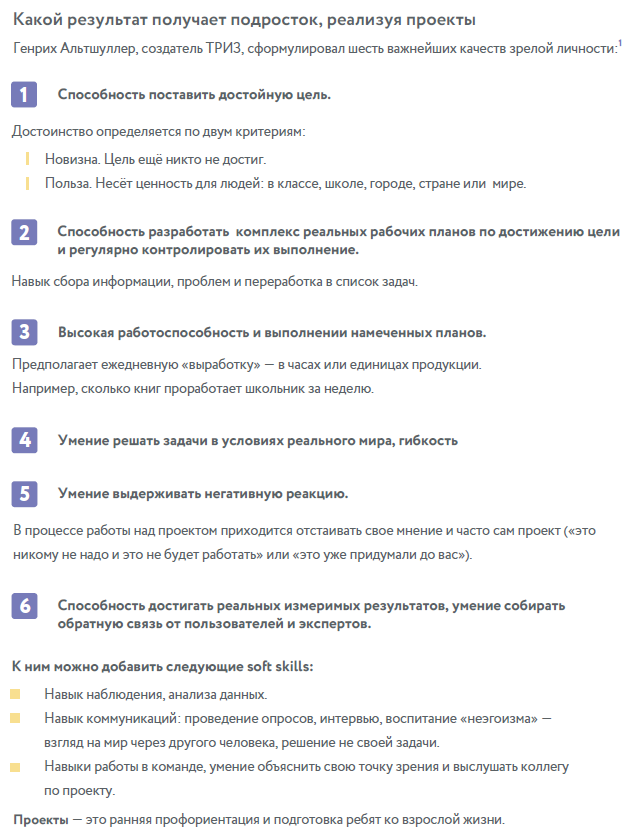 Какой результат получает подросток, реализуя проекты
Генрих Альтшуллер, создатель ТРИЗ, сформулировал шесть важнейших качеств зрелой личности:1
1 Способность поставить достойную цель.
Достоинство определяется по двум критериям:
Новизна. Цель ещё никто не достиг.
Польза. Несёт ценность для людей: в классе, школе, городе, стране или мире.
2 Способность разработать комплекс реальных рабочих планов по достижению цели
и регулярно контролировать их выполнение.
Навык сбора информации, проблем и переработка в список задач.
3 Высокая работоспособность и выполнении намеченных планов.
Предполагает ежедневную «выработку» — в часах или единицах продукции.
Например, сколько книг проработает школьник за неделю.
4 Умение решать задачи в условиях реального мира, гибкость
5 Умение выдерживать негативную реакцию.
В процессе работы над проектом приходится отстаивать свое мнение и часто сам проект («это
никому не надо и это не будет работать» или «это уже придумали до вас»).
6 Способность достигать реальных измеримых результатов, умение собирать
обратную связь от пользователей и экспертов.
К ним можно добавить следующие soft skills:
Навык наблюдения, анализа данных.
Навык коммуникаций: проведение опросов, интервью, воспитание «неэгоизма» —
взгляд на мир через другого человека, решение не своей задачи.
Навыки работы в команде, умение объяснить свою точку зрения и выслушать коллегу
по проекту.
Проекты — это ранняя профориентация и подготовка ребят ко взрослой жизни.